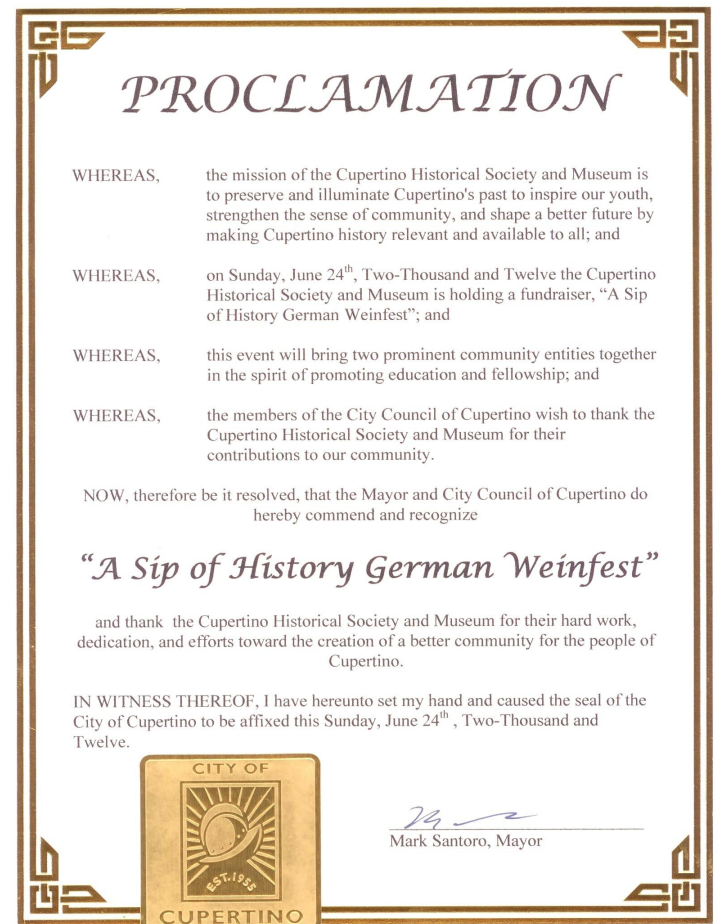 PROCLAMATION
WHEREAS, the mission of the Cupertino Historical Society and Museum is
to preserve and illuminate Cupertino's past to inspire our youth,
strengthen the sense of community, and shape a better future by
making Cupertino history relevant and available to all; and
WHEREAS, on Sunday, June 24th, Two-Thousand and Twelve the Cupertino
Historical Society and Museum is holding a fundraiser, “A Sip
of History German Weinfest”; and
WHEREAS, this event will bring two prominent community entities together
in the spirit of promoting education and fellowship; and
WHEREAS, the members of the City Council of Cupertino wish to thank the
Cupertino Historical Society and Museum for their
contributions to our community.
NOW, therefore be it resolved, that the Mayor and City Council of Cupertino do
hereby commend and recognize
“A Sip of History German Weinfest”
and thank the Cupertino Historical Society and Museum for their hard work,
dedication, and efforts toward the creation of a better community for the people of
Cupertino.
IN WITNESS THEREOF, I have hereunto set my hand and caused the seal of the
City of Cupertino to be affixed this Sunday, June 24th , Two-Thousand and
Twelve.
CITY OF
EST. 1955
CUPERTINO
Mark Santoro, Mayor